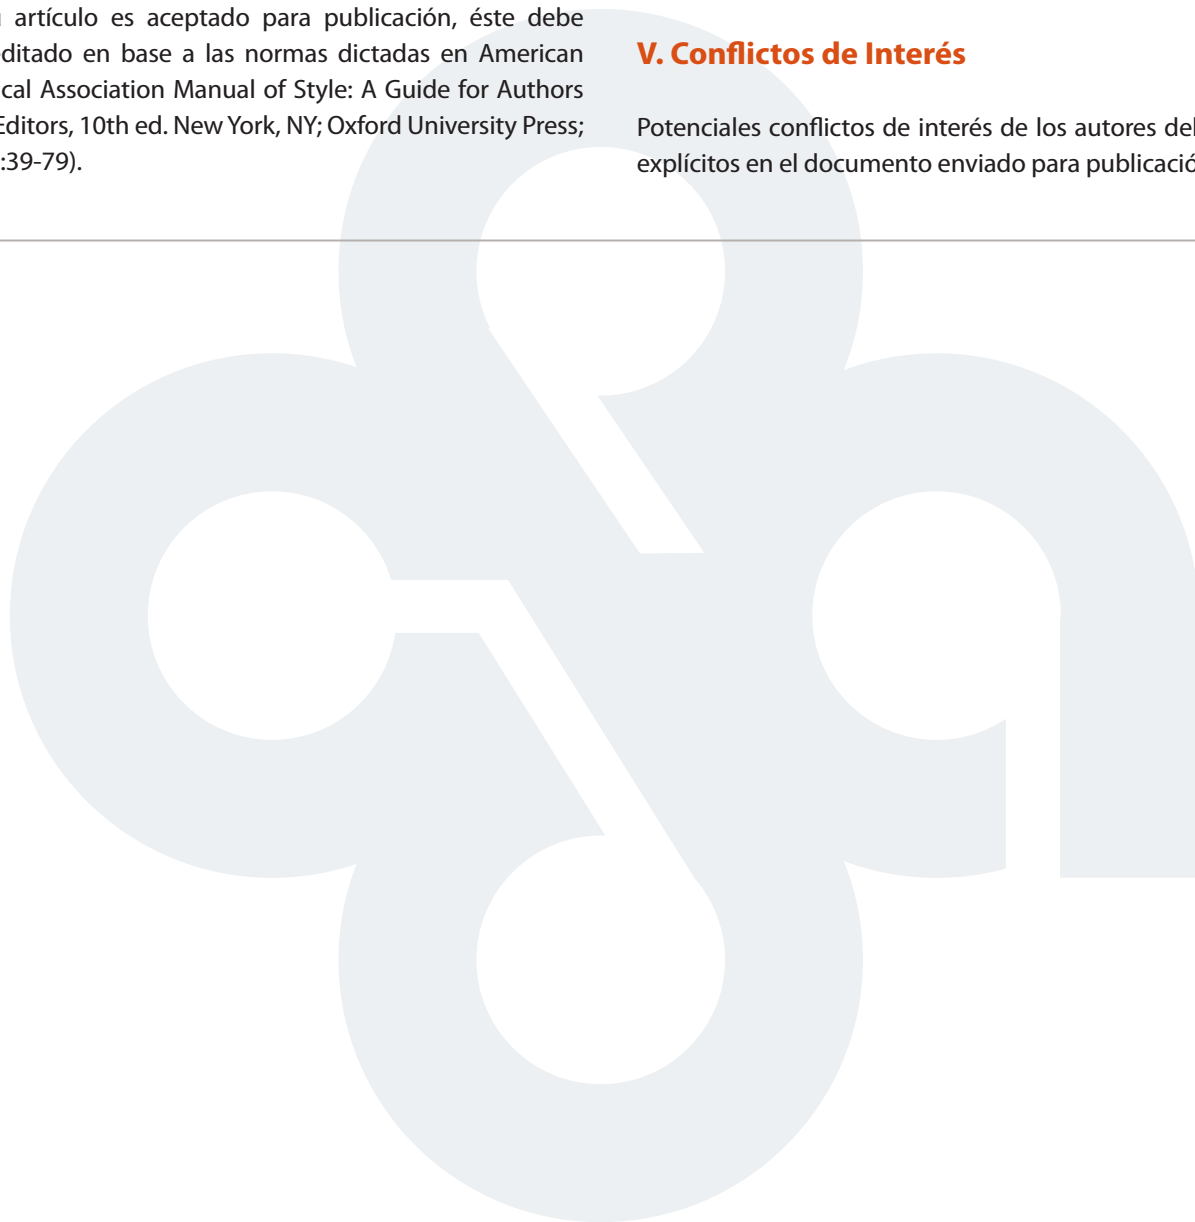 artículo es aceptado para publicación, éste debe
ditado en base a las normas dictadas en American
cal Association Manual of Style: A Guide for Authors
Editors, 10th ed. New York, NY; Oxford University Press;
:39-79).
V. Conflictos de Interés
Potenciales conflictos de interés de los autores de
explícitos en el documento enviado para publicació